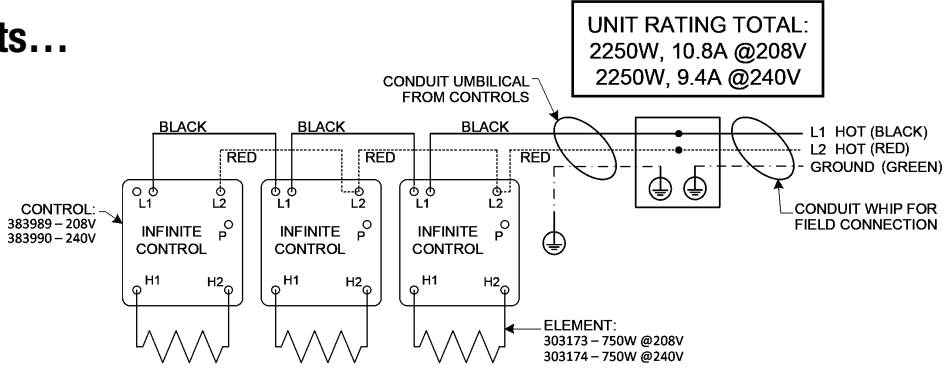 ts...
UNIT RATING TOTAL:
2250W, 10.8A @208V
2250W, 9.4A @240V
CONDUIT UMBILICAL
FROM CONTROLS
BLACK BLACK BLACK
L1 HOT (BLACK)
RED RED RED
L2 HOT (RED)
GROUND (GREEN)
L1 L2 L1 L2 L1 L2
CONTROL:
383989 – 208V
383990 – 240V
P P P
INFINITE
CONTROL
INFINITE
CONTROL
INFINITE
CONTROL
CONDUIT WHIP FOR
FIELD CONNECTION
H1 H2 H1 H2 H1 H2
ELEMENT:
303173 – 750W @208V
303174 – 750W @240V